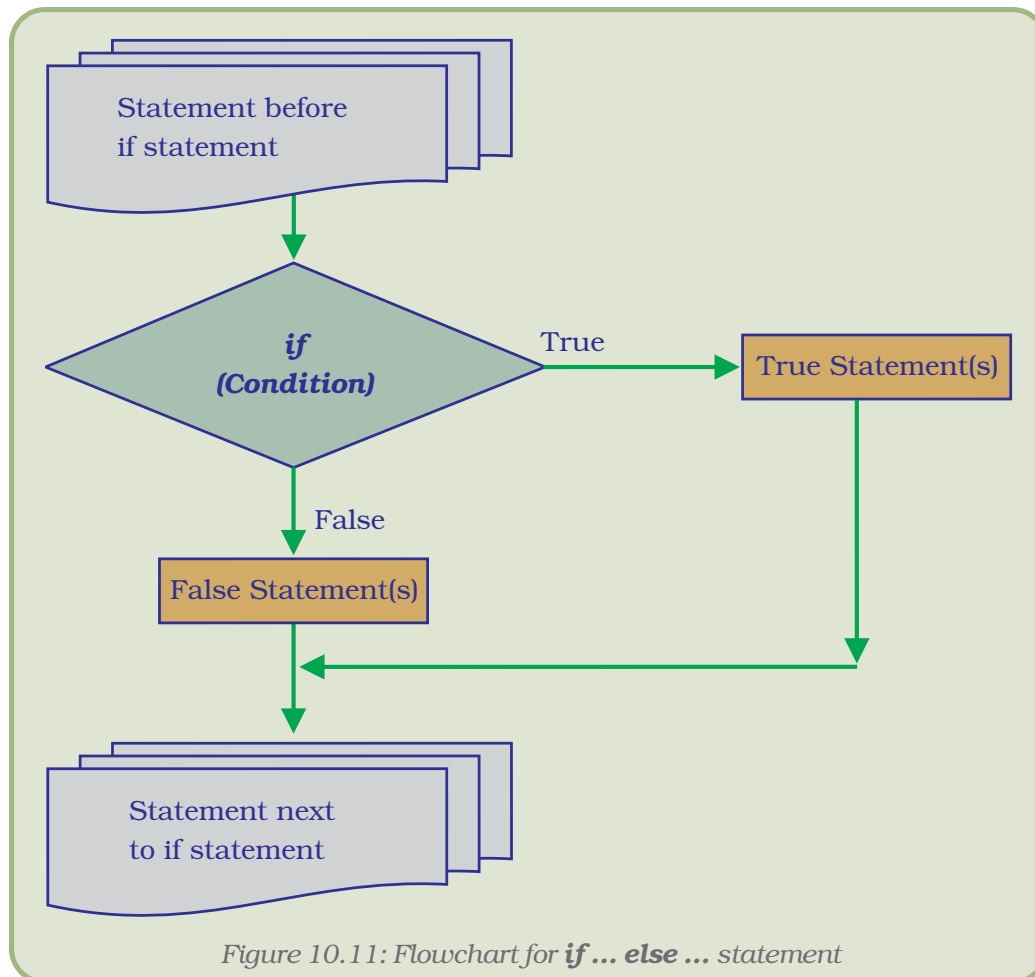 Statement before
if statement
if
(Condition)
True
True Statement(s)
False
False Statement(s)
Statement next
to if statement
Figure 10.11: Flowchart for if ... else ... statement